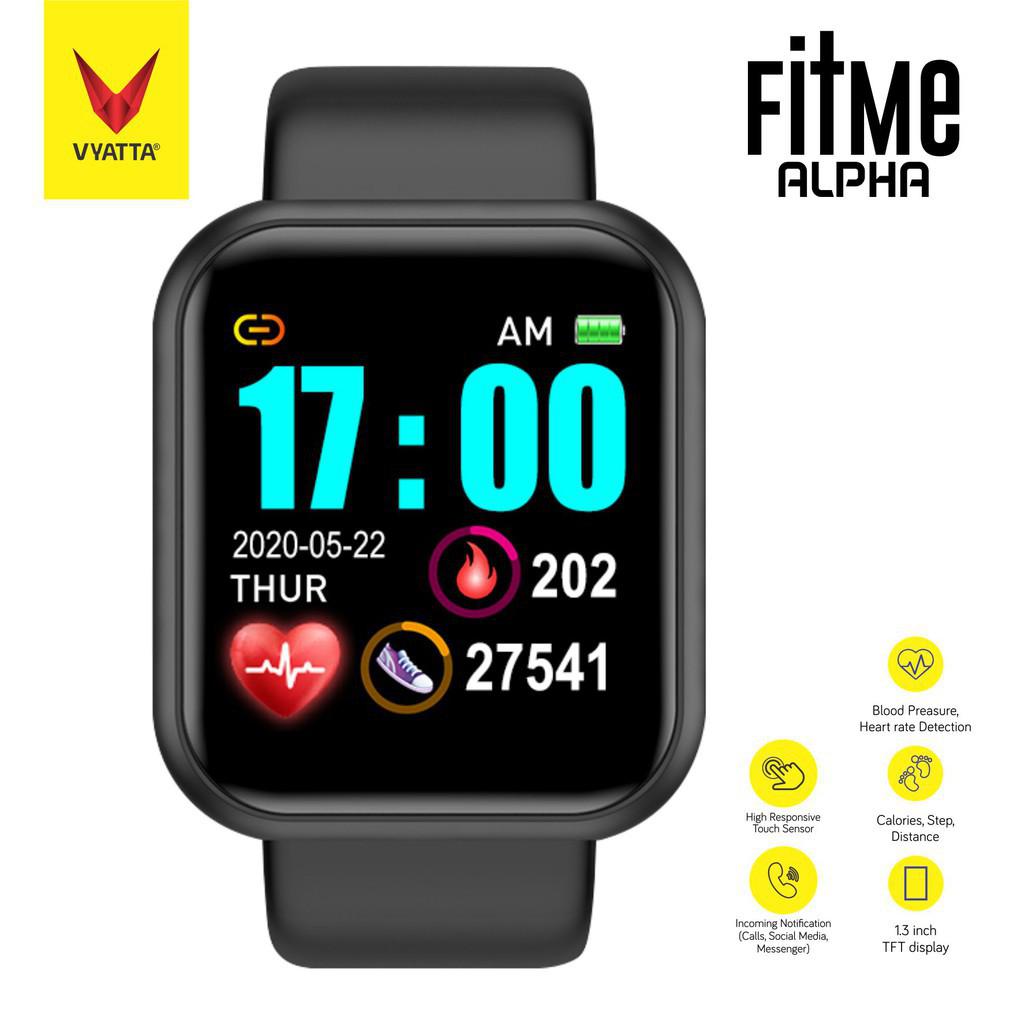 VYATTA®
FitMe
ALPHA
AM
17:00
2020-05-22
THUR
202
27541
Blood Preasure,
Heart rate Detection
High Responsive
Touch Sensor
Calories, Step,
Distance
Incoming Notification
(Calls, Social Media,
Messenger)
1.3 inch
TFT display